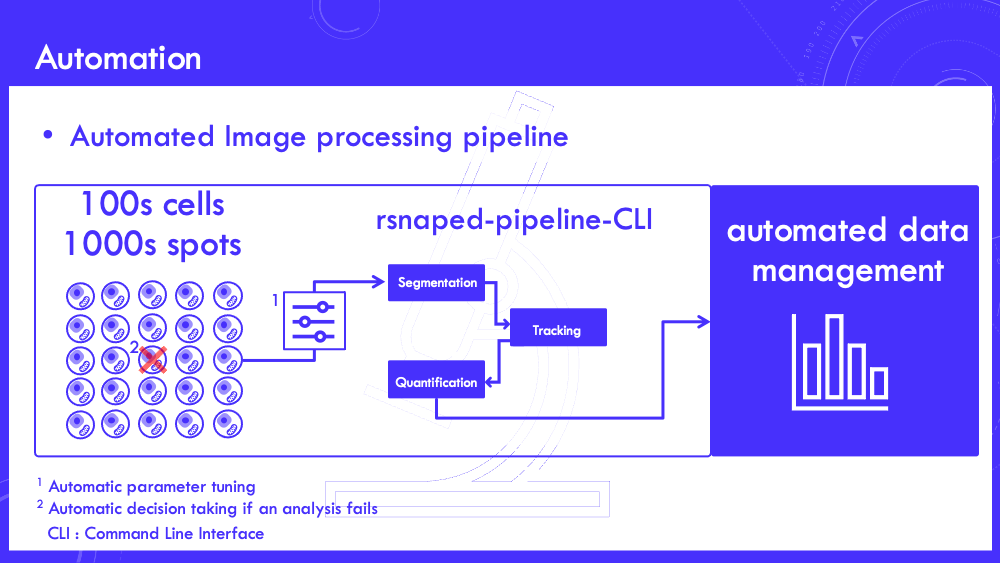 Automation
• Automated Image processing pipeline
100s cells
1000s spots
rsnaped-pipeline-CLI
automated data
management
1
2
Segmentation
Tracking
Quantification
1 Automatic parameter tuning
2 Automatic decision taking if an analysis fails
CLI : Command Line Interface